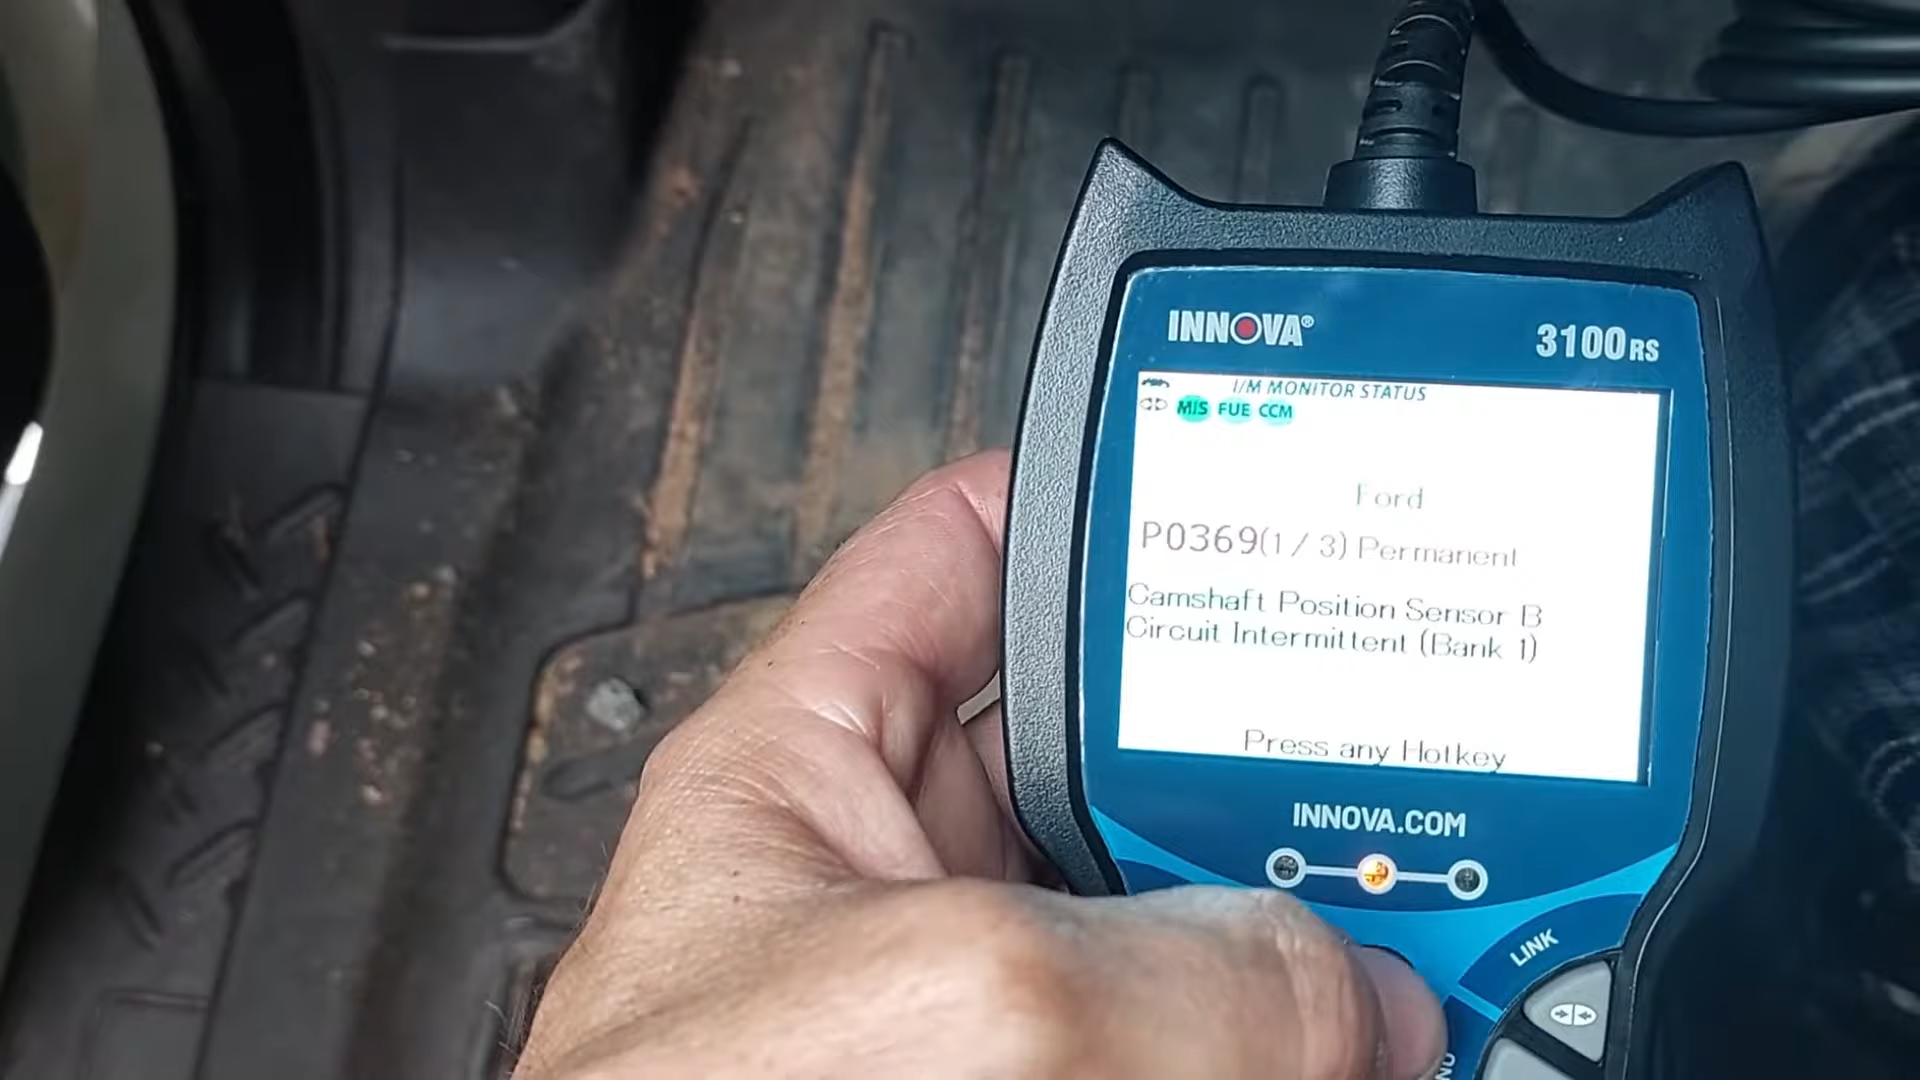 INNOVA® 3100RS
I/M MONITOR STATUS
MIS FUE CCM
Ford
P0369(1/3) Permanent
Camshaft Position Sensor B
Circuit Intermittent (Bank 1)
Press any Hotkey
INNOVA.COM
LINK